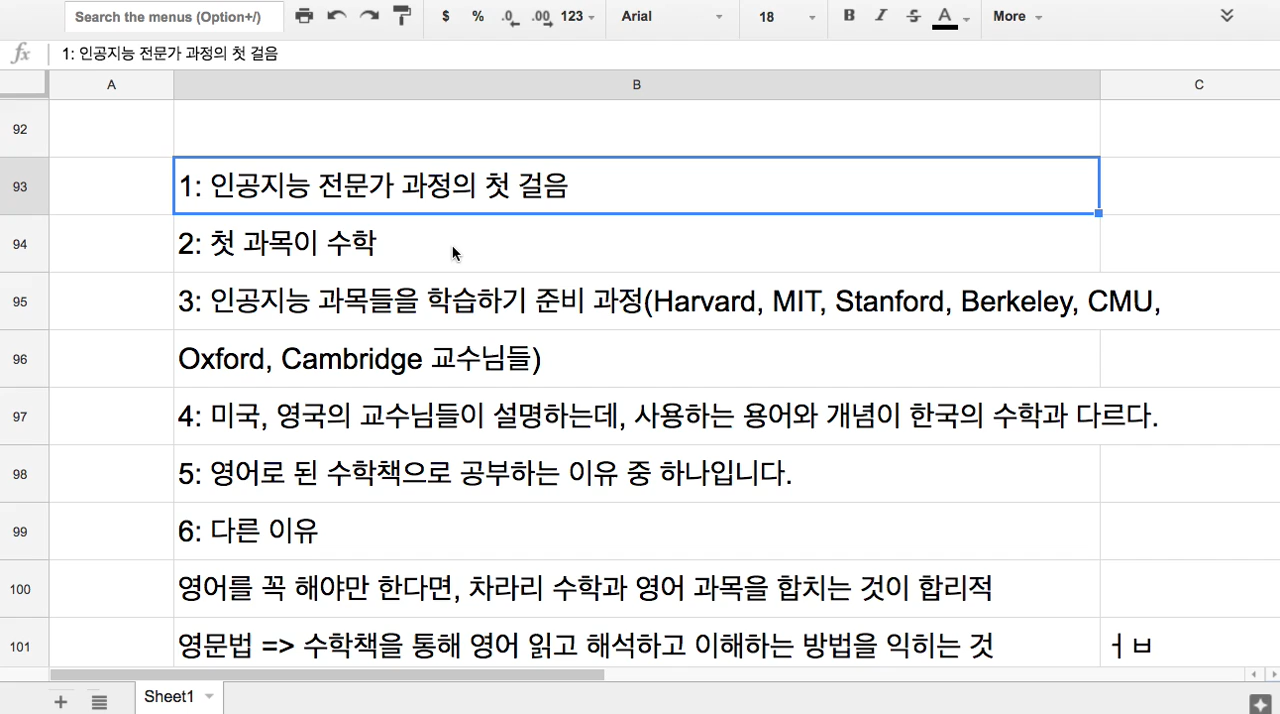 Search the menus (Option+/)
$ % .0 .00 123 Arial 18 B I S A More
fx 1: 인공지능 전문가 과정의 첫 걸음
A B C
92
93 1: 인공지능 전문가 과정의 첫 걸음
94 2: 첫 과목이 수학
95 3: 인공지능 과목들을 학습하기 준비 과정(Harvard, MIT, Stanford, Berkeley, CMU,
96 Oxford, Cambridge 교수님들)
97 4: 미국, 영국의 교수님들이 설명하는데, 사용하는 용어와 개념이 한국의 수학과 다르다.
98 5: 영어로 된 수학책으로 공부하는 이유 중 하나입니다.
99 6: 다른 이유
100 영어를 꼭 해야만 한다면, 차라리 수학과 영어 과목을 합치는 것이 합리적
101 영문법 => 수학책을 통해 영어 읽고 해석하고 이해하는 방법을 익히는 것 ㅓㅂ
Sheet1